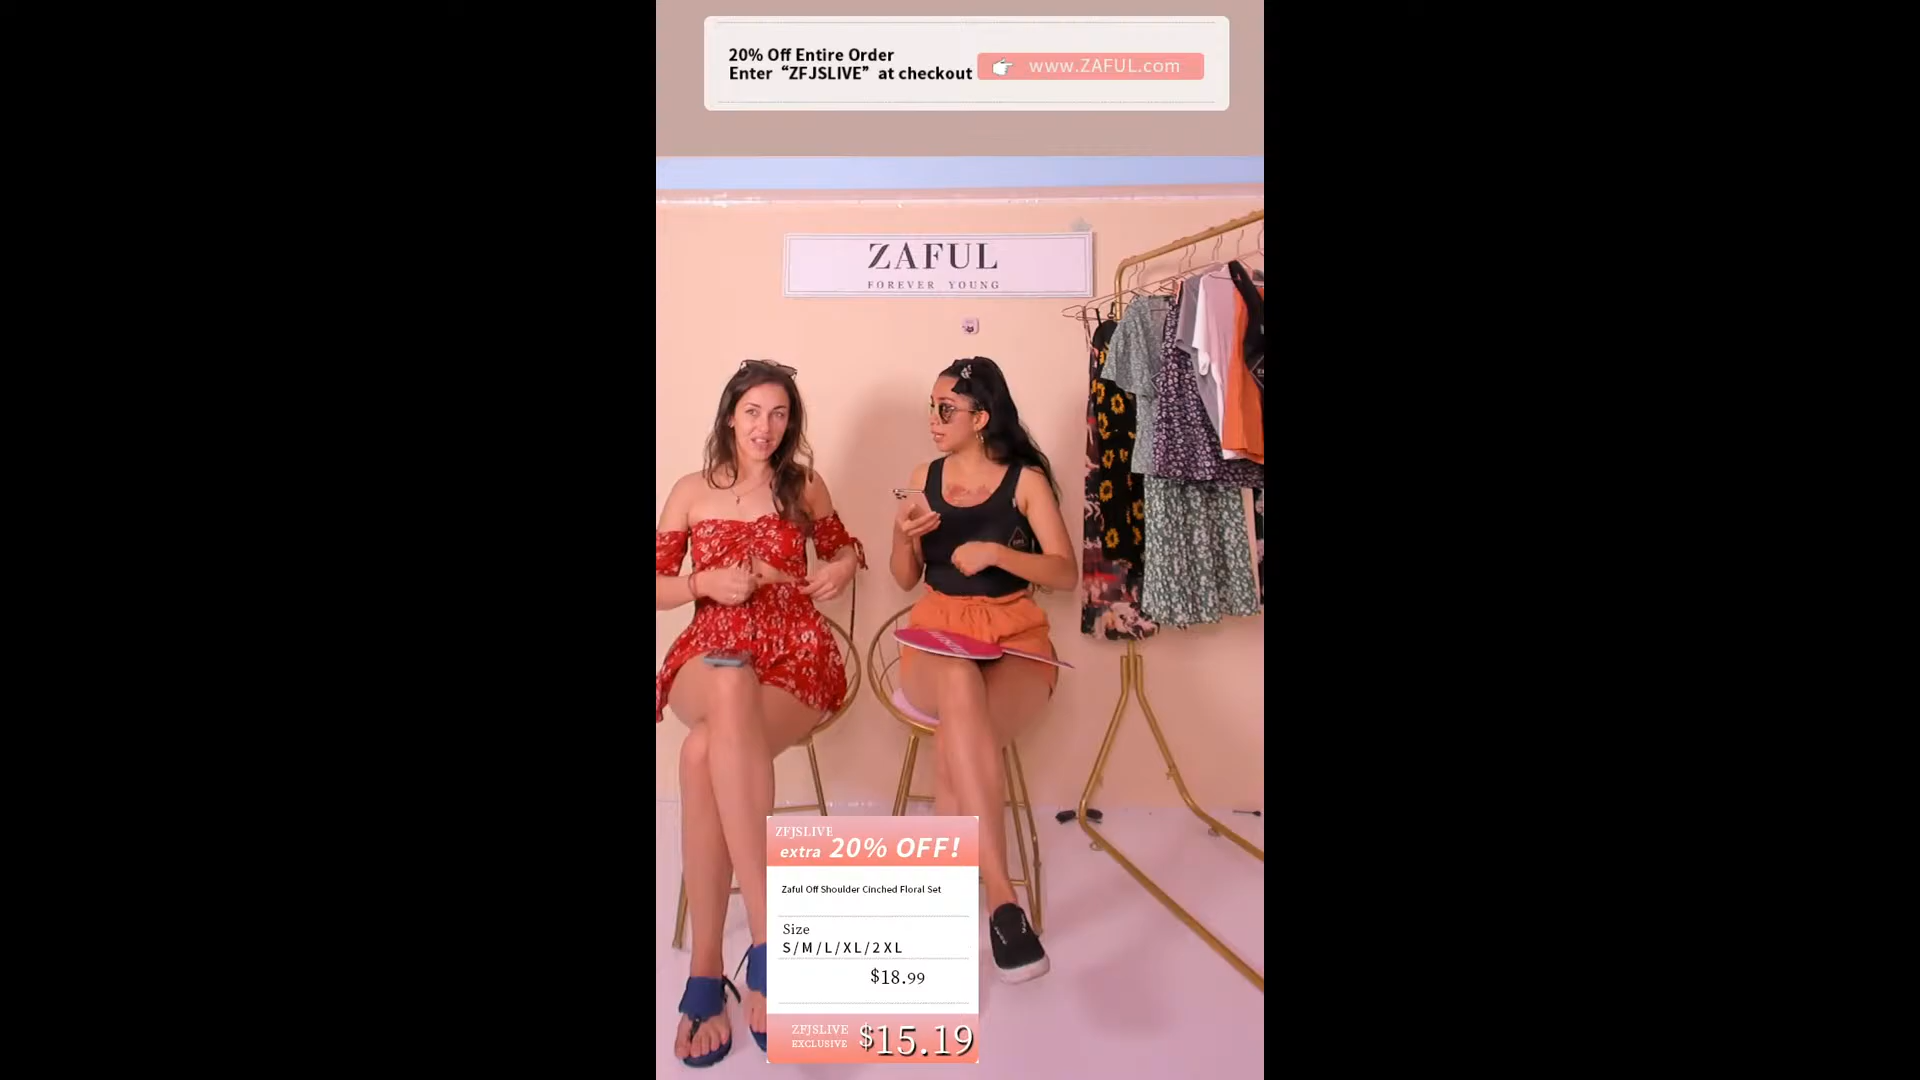 20% Off Entire Order
Enter “ZFJSLIVE” at checkout
www.ZAFUL.com
ZAFUL
FOREVER YOUNG
ZFJSLIVE
extra 20% OFF!
Zaful Off Shoulder Cinched Floral Set
Size
S/M/L/XL/2XL
$18.99
ZFJSLIVE
EXCLUSIVE
$15.19